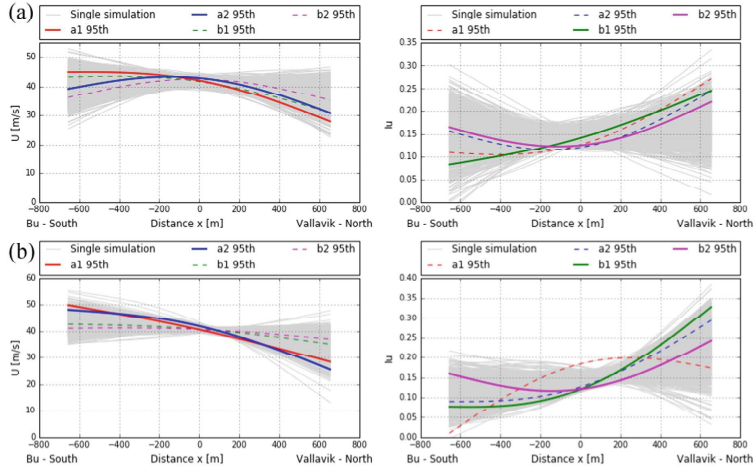 (a)
Single simulation
a1 95th
a2 95th
b1 95th
b2 95th
U [m/s]
50
40
30
20
10
0
−800 −600 −400 −200 0 200 400 600 800
Bu - South Distance x [m] Vallavik - North
Single simulation
a1 95th
a2 95th
b1 95th
b2 95th
Iu
0.35
0.30
0.25
0.20
0.15
0.10
0.05
0.00
−800 −600 −400 −200 0 200 400 600 800
Bu - South Distance x [m] Vallavik - North
(b)
Single simulation
a1 95th
a2 95th
b1 95th
b2 95th
U [m/s]
60
50
40
30
20
10
0
−800 −600 −400 −200 0 200 400 600 800
Bu - South Distance x [m] Vallavik - North
Single simulation
a1 95th
a2 95th
b1 95th
b2 95th
Iu
0.40
0.35
0.30
0.25
0.20
0.15
0.10
0.05
0.00
−800 −600 −400 −200 0 200 400 600 800
Bu - South Distance x [m] Vallavik - North